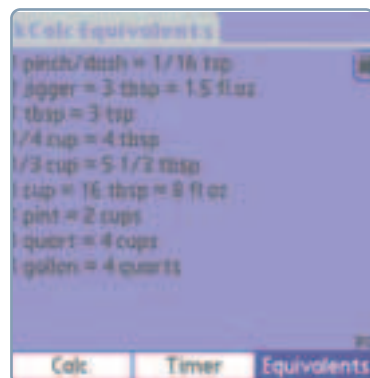 kCalc Equivalents
1 pinch/dash = 1/16 tsp
1 jigger = 3 tbsp = 1.5 fl oz
1 tbsp = 3 tsp
1/4 cup = 4 tbsp
1/3 cup = 5 1/3 tbsp
1 cup = 16 tbsp = 8 fl oz
1 pint = 2 cups
1 quart = 4 cups
1 gallon = 4 quarts
Calc Timer Equivalents